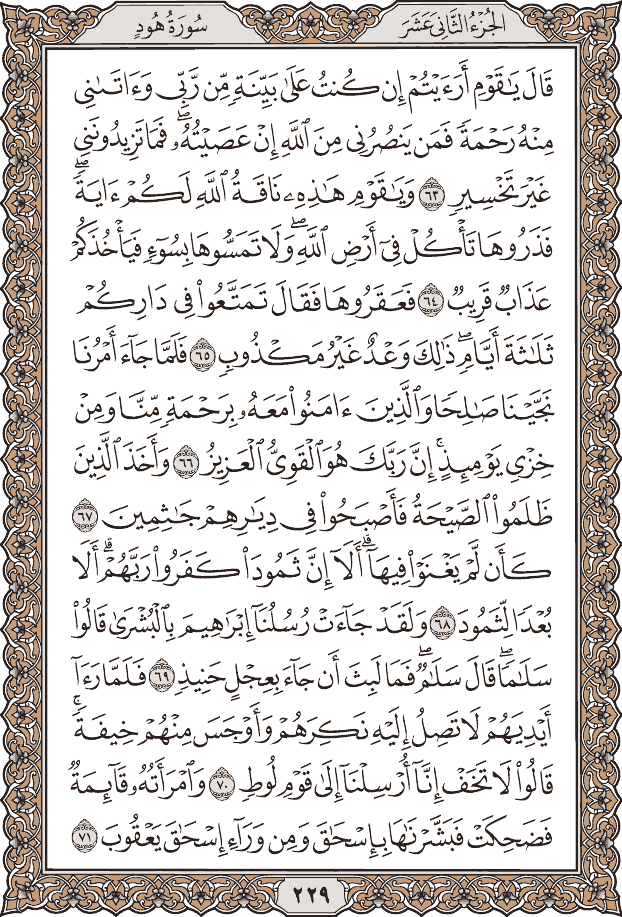 الجُزْءُ الثَّانِي عَشَرَ
سُورَةُ هُودٍ
قَالَ يَٰقَوْمِ أَرَءَيْتُمْ إِن كُنتُ عَلَىٰ بَيِّنَةٍ مِّن رَّبِّي وَءَاتَىٰنِي
مِنْهُ رَحْمَةً فَمَن يَنصُرُنِي مِنَ ٱللَّهِ إِنْ عَصَيْتُهُۥۖ فَمَا تَزِيدُونَنِي
غَيْرَ تَخْسِيرٍ ٦٣ وَيَٰقَوْمِ هَٰذِهِۦ نَاقَةُ ٱللَّهِ لَكُمْ ءَايَةًۖ
فَذَرُوهَا تَأْكُلْ فِيٓ أَرْضِ ٱللَّهِۖ وَلَا تَمَسُّوهَا بِسُوٓءٍ فَيَأْخُذَكُمْ
عَذَابٌ قَرِيبٌ ٦٤ فَعَقَرُوهَا فَقَالَ تَمَتَّعُوا۟ فِي دَارِكُمْ
ثَلَٰثَةَ أَيَّامٍۖ ذَٰلِكَ وَعْدٌ غَيْرُ مَكْذُوبٍ ٦٥ فَلَمَّا جَآءَ أَمْرُنَا
نَجَّيْنَا صَٰلِحًا وَٱلَّذِينَ ءَامَنُوا۟ مَعَهُۥ بِرَحْمَةٍ مِّنَّا وَمِنْ
خِزْيِ يَوْمِئِذٍۚ إِنَّ رَبَّكَ هُوَ ٱلْقَوِيُّ ٱلْعَزِيزُ ٦٦ وَأَخَذَ ٱلَّذِينَ
ظَلَمُوا۟ ٱلصَّيْحَةُ فَأَصْبَحُوا۟ فِي دِيَٰرِهِمْ جَٰثِمِينَ ٦٧
كَأَن لَّمْ يَغْنَوْا۟ فِيهَآۗ أَلَآ إِنَّ ثَمُودَا۟ كَفَرُوا۟ رَبَّهُمْۗ أَلَا
بُعْدًا لِّثَمُودَ ٦٨ وَلَقَدْ جَآءَتْ رُسُلُنَآ إِبْرَٰهِيمَ بِٱلْبُشْرَىٰ قَالُوا۟
سَلَٰمًاۖ قَالَ سَلَٰمٌۖ فَمَا لَبِثَ أَن جَآءَ بِعِجْلٍ حَنِيذٍ ٦٩ فَلَمَّا رَءَآ
أَيْدِيَهُمْ لَا تَصِلُ إِلَيْهِ نَكِرَهُمْ وَأَوْجَسَ مِنْهُمْ خِيفَةًۚ
قَالُوا۟ لَا تَخَفْ إِنَّآ أُرْسِلْنَآ إِلَىٰ قَوْمِ لُوطٍ ٧٠ وَٱمْرَأَتُهُۥ قَآئِمَةٌ
فَضَحِكَتْ فَبَشَّرْنَٰهَا بِإِسْحَٰقَ وَمِن وَرَآءِ إِسْحَٰقَ يَعْقُوبَ ٧١
٢٢٩